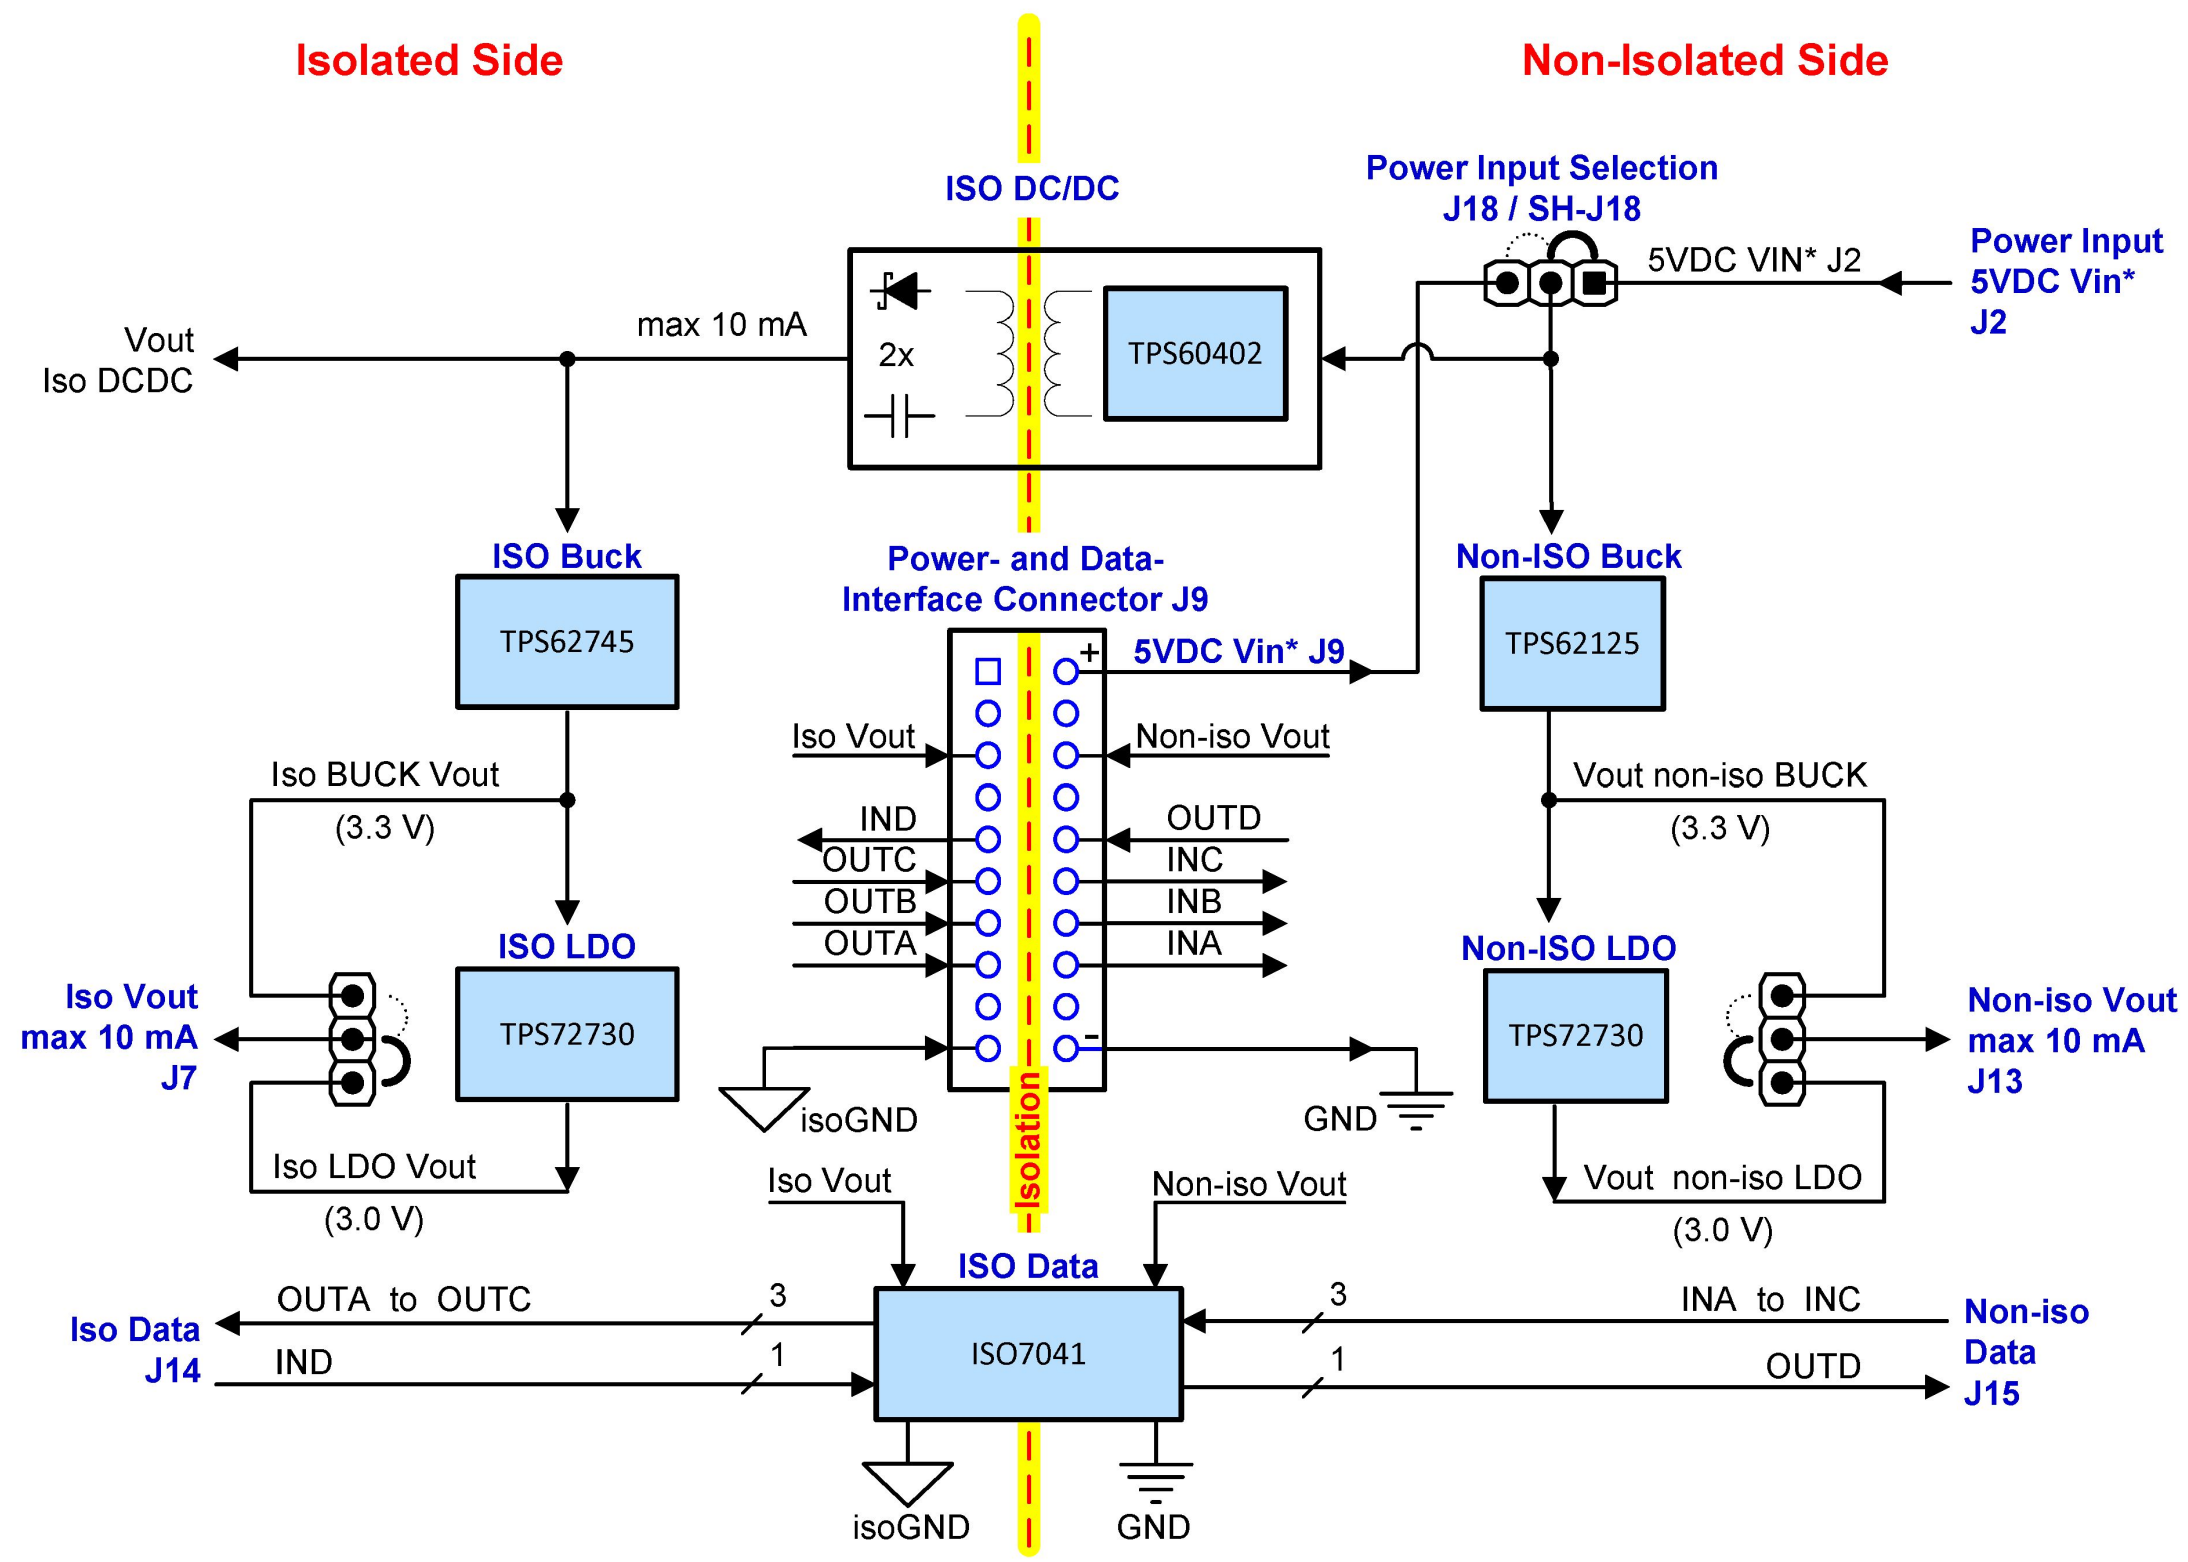 Isolated Side
Non-Isolated Side
ISO DC/DC
Power Input Selection
J18 / SH-J18
5VDC VIN* J2
Power Input
5VDC Vin*
J2
Vout
Iso DCDC
max 10 mA
2x
TPS60402
ISO Buck
TPS62745
Power- and Data-
Interface Connector J9
Non-ISO Buck
TPS62125
+
5VDC Vin* J9
Iso Vout
Non-iso Vout
Iso BUCK Vout
(3.3 V)
Vout non-iso BUCK
(3.3 V)
IND
OUTD
OUTC
INC
OUTB
INB
OUTA
INA
ISO LDO
TPS72730
Non-ISO LDO
TPS72730
Iso Vout
max 10 mA
J7
Non-iso Vout
max 10 mA
J13
-
isoGND
GND
Isolation
Iso LDO Vout
(3.0 V)
Vout non-iso LDO
(3.0 V)
Iso Vout
Non-iso Vout
ISO Data
ISO7041
OUTA to OUTC
3
3
INA to INC
Iso Data
J14
IND
1
1
OUTD
Non-iso
Data
J15
isoGND
GND